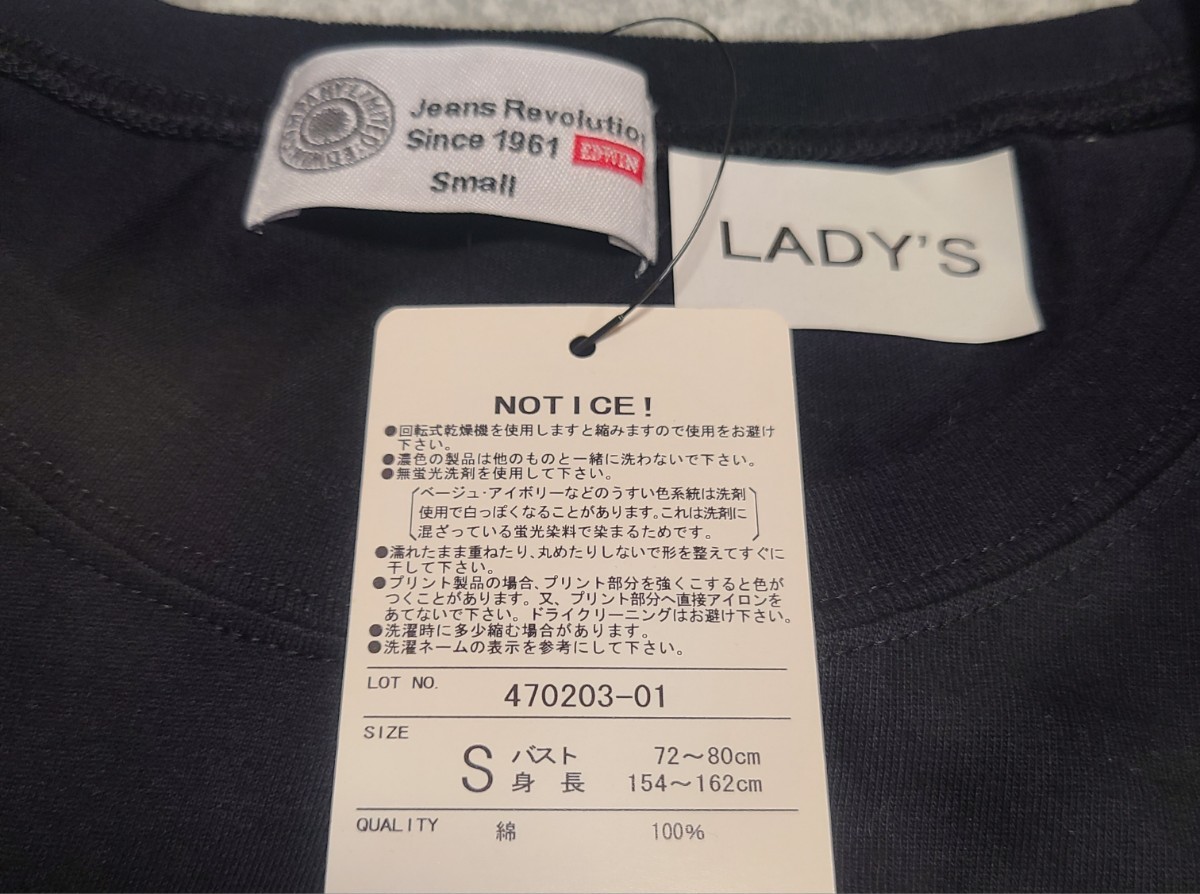 Jeans Revolution
Since 1961 EDWIN
Small
LADY'S
NOTICE!
●回転式乾燥機を使用しますと縮みますので使用をお避け
下さい。
●濃色の製品は他のものと一緒に洗わないで下さい。
●無蛍光洗剤を使用して下さい。
ベージュ・アイボリーなどのうすい色系統は洗剤
使用で白っぽくなることがあります。これは洗剤に
混ざっている蛍光染料で染まるためです。
●濡れたまま重ねたり、丸めたりしないで形を整えてすぐに
干して下さい。
●プリント製品の場合、プリント部分を強くこすると色が
つくことがあります。又、プリント部分へ直接アイロンを
あてないで下さい。ドライクリーニングはお避け下さい。
●洗濯時に多少縮む場合があります。
●洗濯ネームの表示を参考にして下さい。
LOT NO. 470203-01
SIZE
S バスト 72～80cm
身長 154～162cm
QUALITY 綿 100%